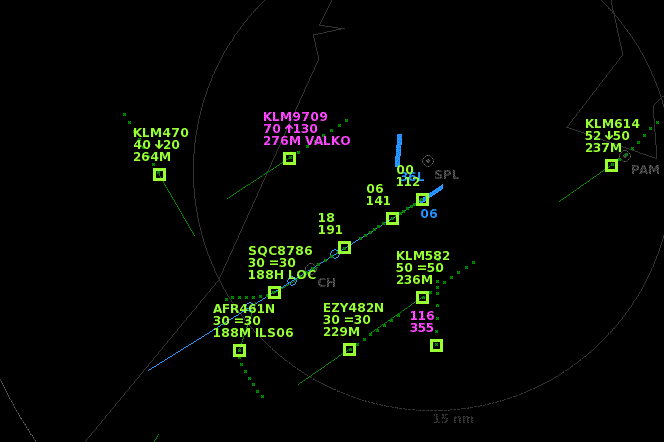 KLM9709
70 ↑130
276M VALKO
KLM614
52 ↓50
237M
KLM470
40 ↓20
264M
SPL
PAM
00
112
36L
06
141
06
18
191
SQC8786
30 =30
188H LOC
CH
KLM582
50 =50
236M
AFR461N
30 =30
188M ILS06
EZY482N
30 =30
229M
116
355
15 nm